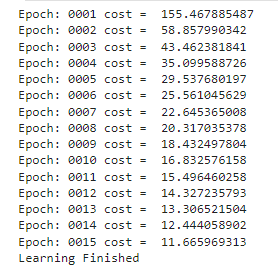 Epoch: 0001 cost =  155.467885487
Epoch: 0002 cost =  58.857990342
Epoch: 0003 cost =  43.462381841
Epoch: 0004 cost =  35.099588726
Epoch: 0005 cost =  29.537680197
Epoch: 0006 cost =  25.561045629
Epoch: 0007 cost =  22.645365008
Epoch: 0008 cost =  20.317035378
Epoch: 0009 cost =  18.432497804
Epoch: 0010 cost =  16.832576158
Epoch: 0011 cost =  15.496460258
Epoch: 0012 cost =  14.327235793
Epoch: 0013 cost =  13.306521504
Epoch: 0014 cost =  12.444058902
Epoch: 0015 cost =  11.665969313
Learning Finished